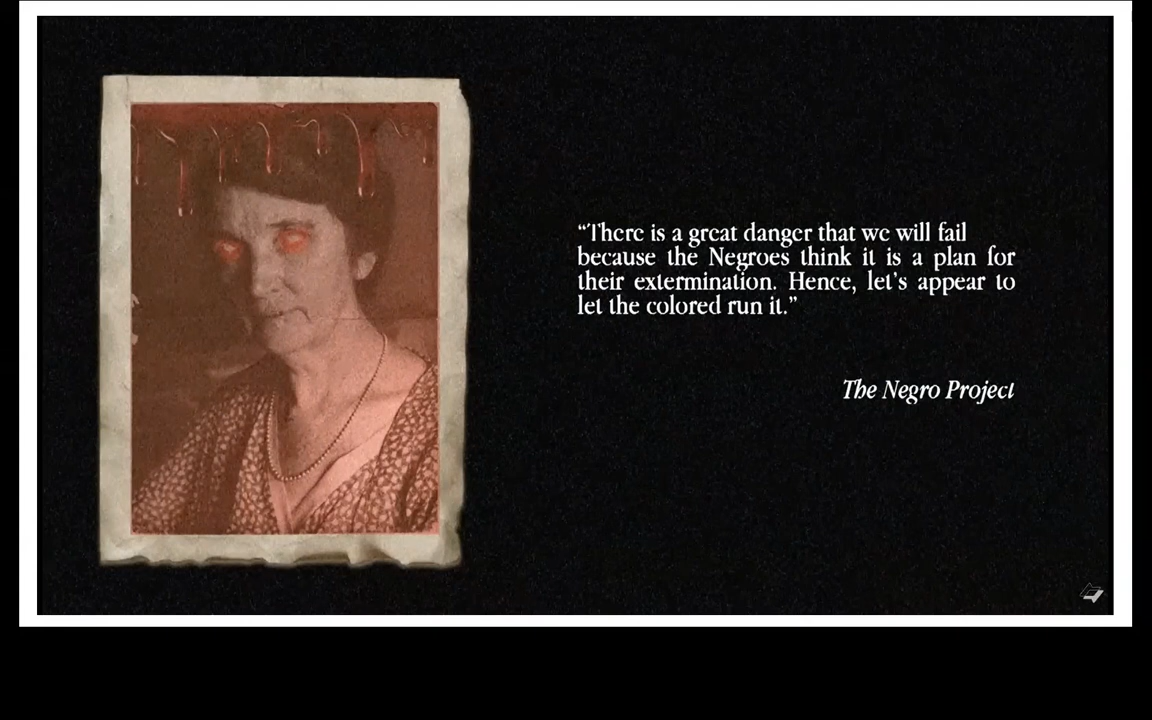 “There is a great danger that we will fail
because the Negroes think it is a plan for
their extermination. Hence, let’s appear to
let the colored run it.”
The Negro Project